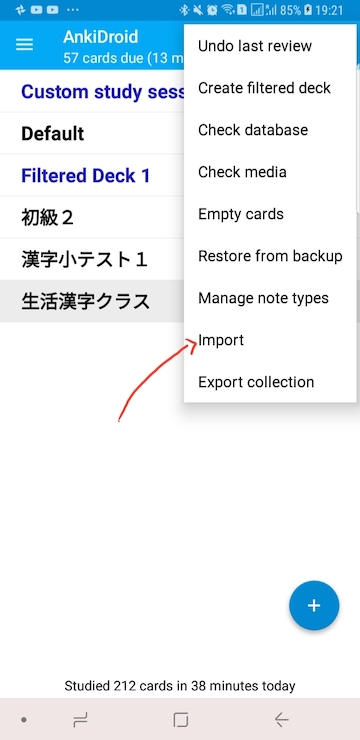 85% 19:21
AnkiDroid
57 cards due (13 m
Custom study sess
Default
Filtered Deck 1
初級２
漢字小テスト１
生活漢字クラス
Undo last review
Create filtered deck
Check database
Check media
Empty cards
Restore from backup
Manage note types
Import
Export collection
+
Studied 212 cards in 38 minutes today